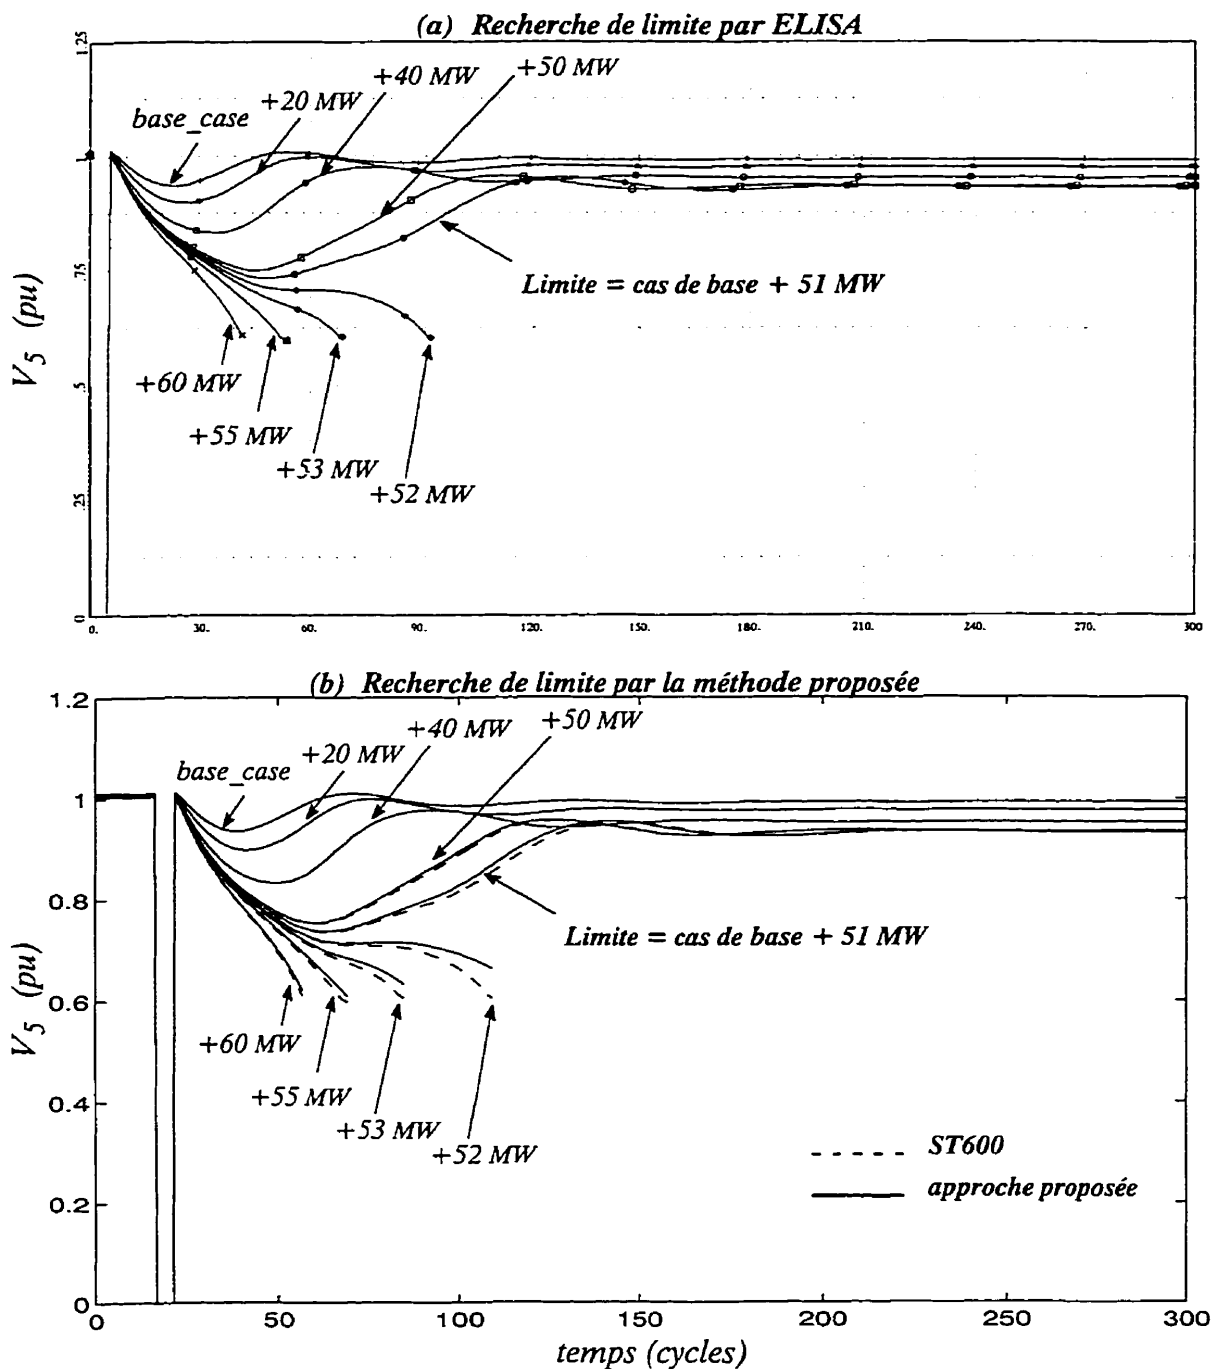 (a) Recherche de limite par ELISA
1.25
+50 MW
+40 MW
+20 MW
base_case
1.
.75
Limite = cas de base + 51 MW
V5 (pu)
+60 MW
.5
+55 MW
+53 MW
+52 MW
.25
0
0. 30. 60. 90. 120. 150. 180. 210. 240. 270. 300
(b) Recherche de limite par la méthode proposée
1.2
+50 MW
+40 MW
+20 MW
base_case
1
0.8
Limite = cas de base + 51 MW
V5 (pu)
0.6
+60 MW
+55 MW
0.4
+53 MW
+52 MW
ST600
approche proposée
0.2
0
0 50 100 150 200 250 300
temps (cycles)